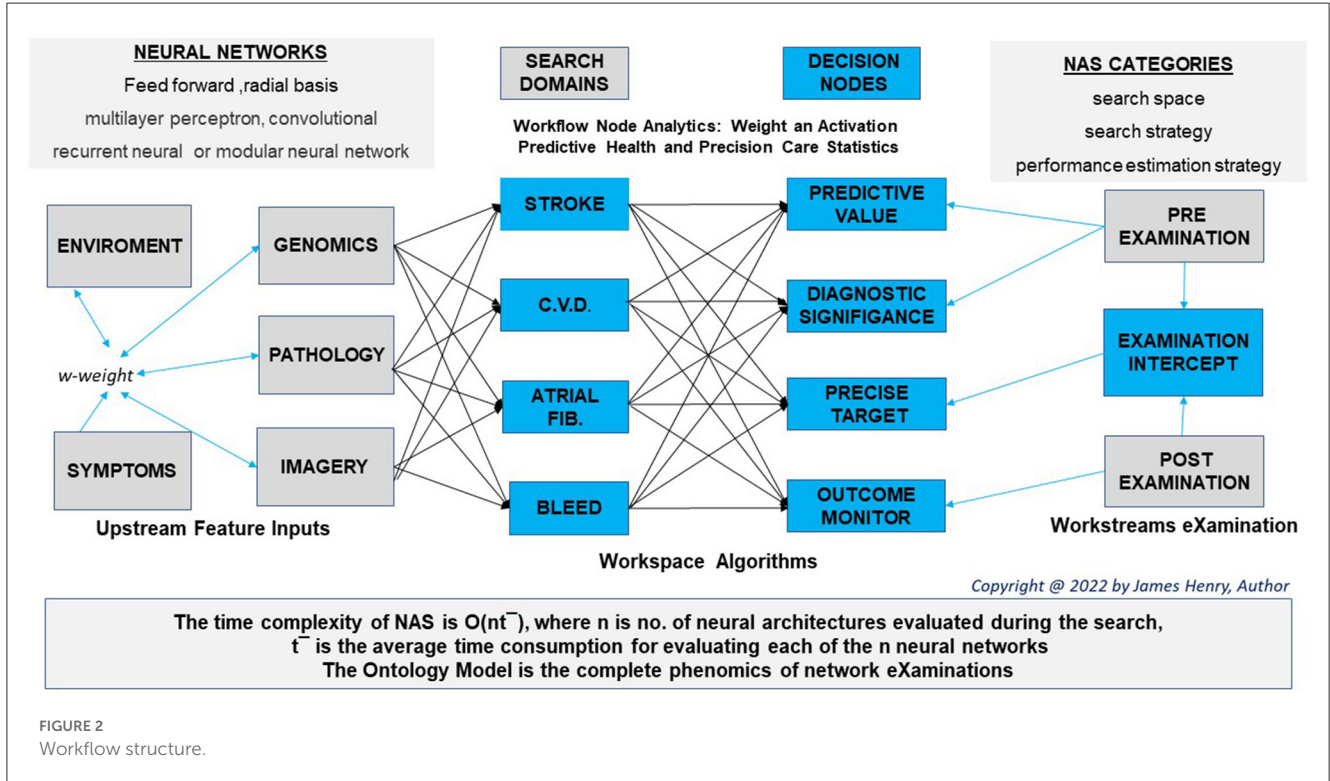 NEURAL NETWORKS
Feed forward ,radial basis
multilayer perceptron, convolutional
recurrent neural or modular neural network
SEARCH
DOMAINS
DECISION
NODES
Workflow Node Analytics: Weight an Activation
Predictive Health and Precision Care Statistics
NAS CATEGORIES
search space
search strategy
performance estimation strategy
ENVIROMENT
w-weight
SYMPTOMS
GENOMICS
PATHOLOGY
IMAGERY
Upstream Feature Inputs
STROKE
C.V.D.
ATRIAL
FIB.
BLEED
PREDICTIVE
VALUE
DIAGNOSTIC
SIGNIFIGANCE
PRECISE
TARGET
OUTCOME
MONITOR
Workspace Algorithms
PRE
EXAMINATION
EXAMINATION
INTERCEPT
POST
EXAMINATION
Workstreams eXamination
Copyright @ 2022 by James Henry, Author
The time complexity of NAS is O(nt¯), where n is no. of neural architectures evaluated during the search,
t¯ is the average time consumption for evaluating each of the n neural networks
The Ontology Model is the complete phenomics of network eXaminations
FIGURE 2
Workflow structure.